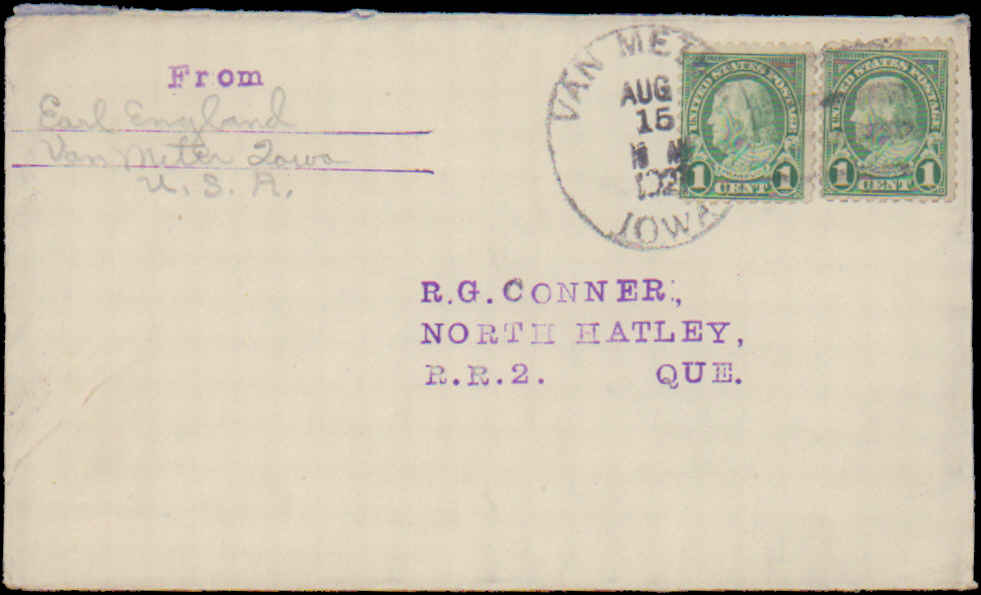 From
Earl England
Van Meter Iowa
U. S. A.
VAN MET
AUG
15
IOWA
UNITED STATES POSTAGE
1 CENT 1
UNITED STATES POSTAGE
1 CENT 1
R.G.CONNER,
NORTH HATLEY,
R.R.2. QUE.